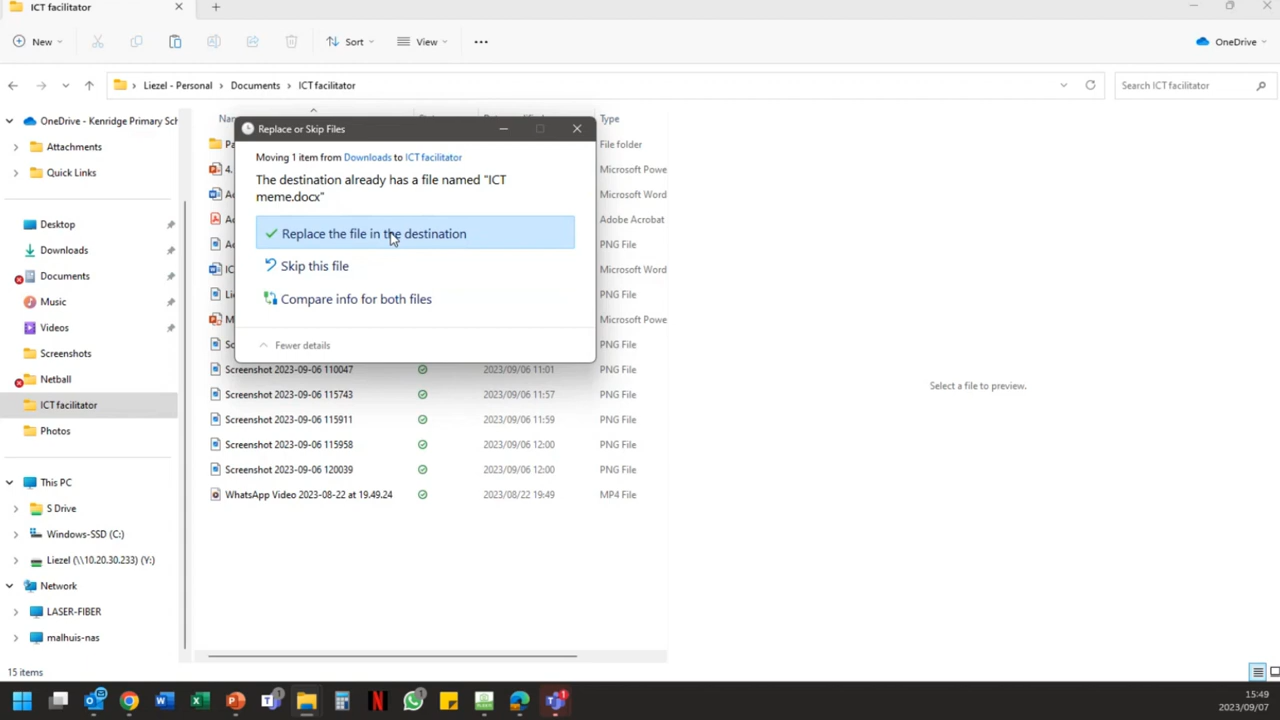 ICT facilitator
New
Sort
View
OneDrive
Liezel - Personal › Documents › ICT facilitator
Search ICT facilitator
OneDrive - Kenridge Primary Sch
Attachments
Quick Links
Desktop
Downloads
Documents
Music
Videos
Screenshots
Netball
ICT facilitator
Photos
This PC
S Drive
Windows-SSD (C:)
Liezel (\\10.20.30.233) (Y:)
Network
LASER-FIBER
malhuis-nas
Type
File folder
Microsoft Powe
Microsoft Word
Adobe Acrobat
PNG File
Microsoft Word
PNG File
Microsoft Powe
PNG File
Replace or Skip Files
Moving 1 item from Downloads to ICT facilitator
The destination already has a file named "ICT
meme.docx"
Replace the file in the destination
Skip this file
Compare info for both files
Fewer details
Screenshot 2023-09-06 110047 2023/09/06 11:01 PNG File
Screenshot 2023-09-06 115743 2023/09/06 11:57 PNG File
Screenshot 2023-09-06 115911 2023/09/06 11:59 PNG File
Screenshot 2023-09-06 115958 2023/09/06 12:00 PNG File
Screenshot 2023-09-06 120039 2023/09/06 12:00 PNG File
WhatsApp Video 2023-08-22 at 19.49.24 2023/08/22 19:49 MP4 File
Select a file to preview.
15 items
15:49
2023/09/07